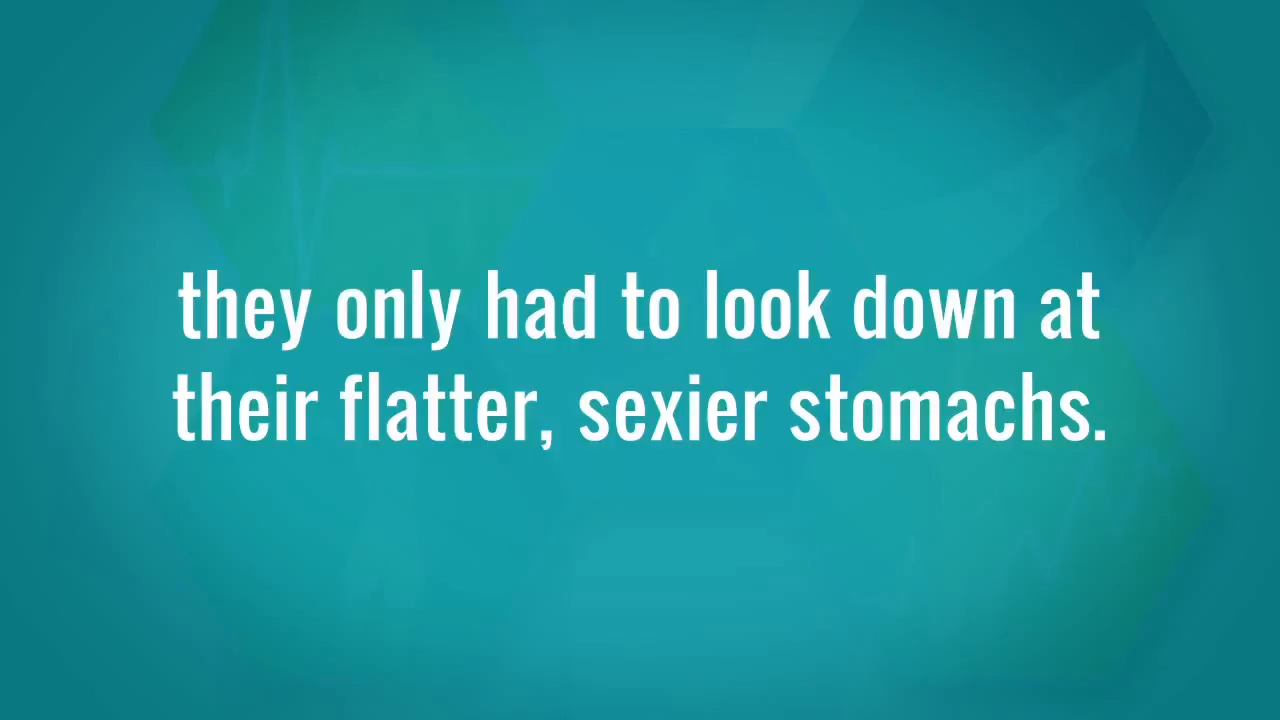 they only had to look down at
their flatter, sexier stomachs.